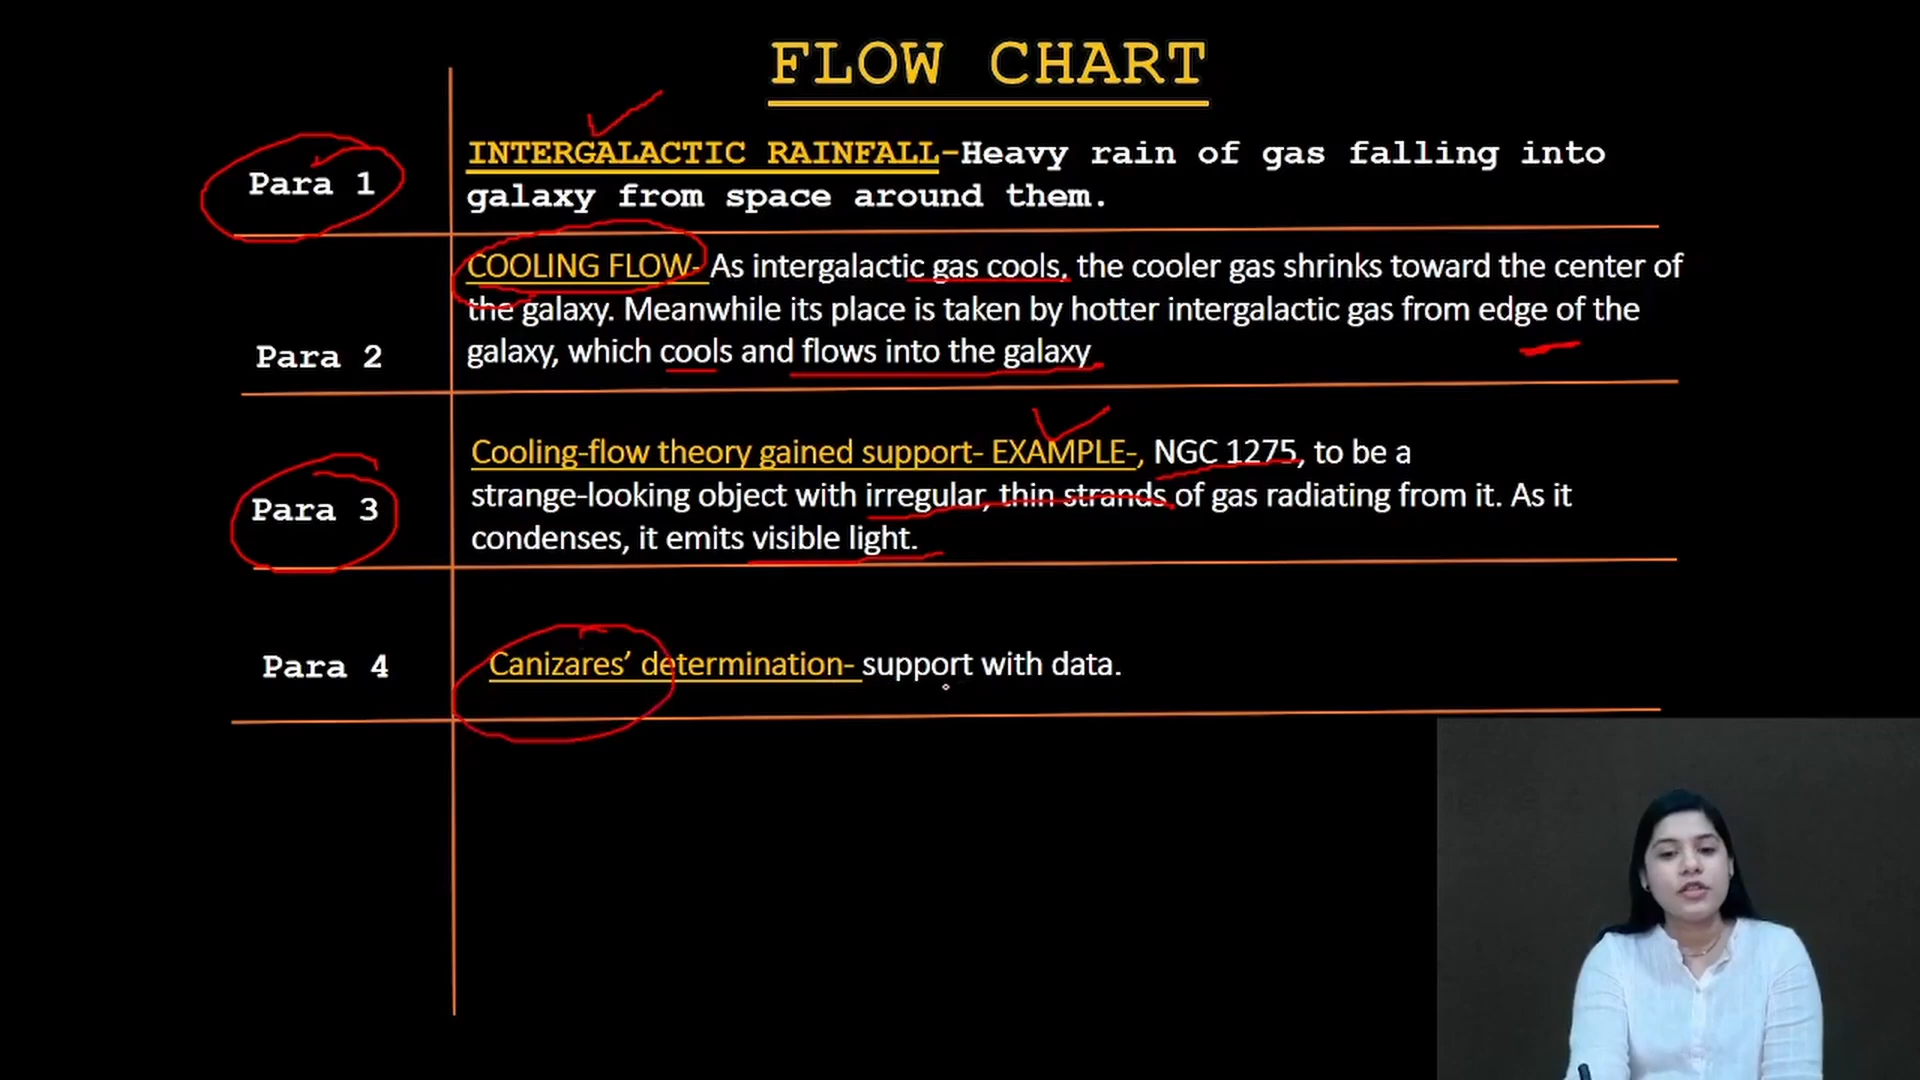 FLOW CHART
Para 1
INTERGALACTIC RAINFALL-Heavy rain of gas falling into
galaxy from space around them.
COOLING FLOW- As intergalactic gas cools, the cooler gas shrinks toward the center of
the galaxy. Meanwhile its place is taken by hotter intergalactic gas from edge of the
galaxy, which cools and flows into the galaxy
Para 2
Cooling-flow theory gained support- EXAMPLE-, NGC 1275, to be a
strange-looking object with irregular, thin strands of gas radiating from it. As it
condenses, it emits visible light.
Para 3
Para 4
Canizares’ determination- support with data.